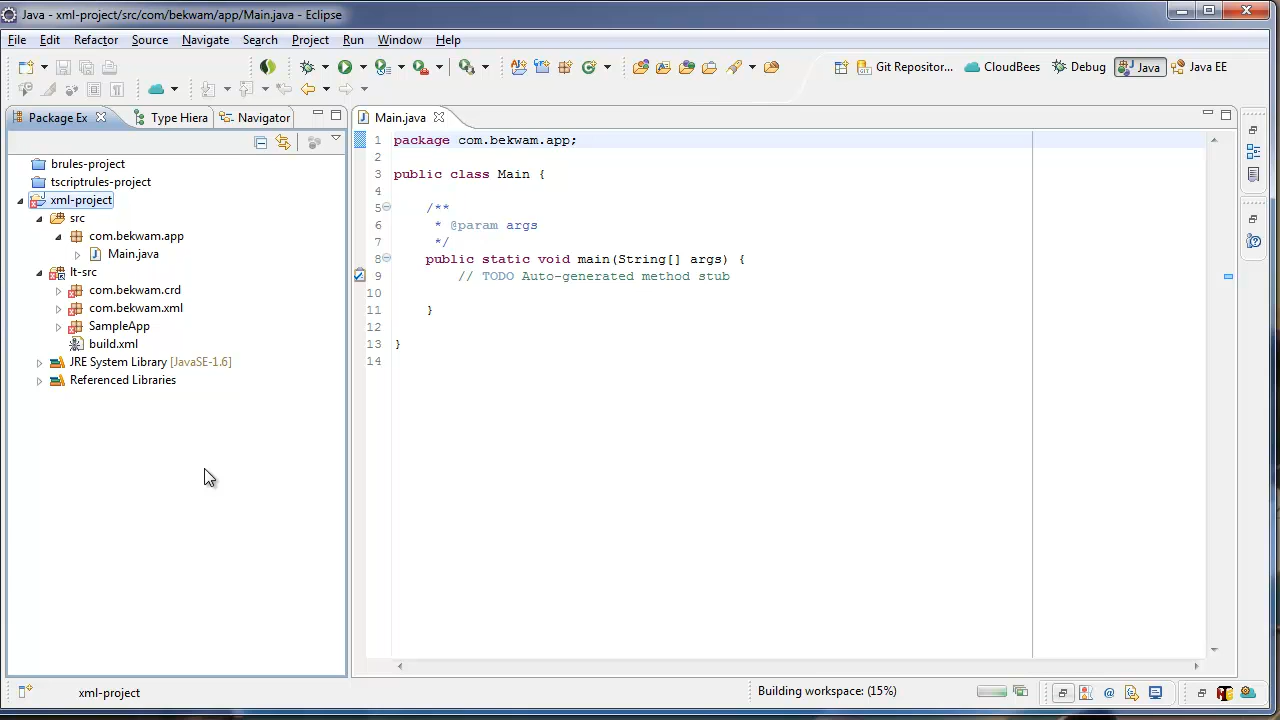 Java - xml-project/src/com/bekwam/app/Main.java - Eclipse
File Edit Refactor Source Navigate Search Project Run Window Help
Git Repositor... CloudBees Debug Java Java EE
Package Ex Type Hiera Navigator
brules-project
tscriptrules-project
xml-project
src
com.bekwam.app
Main.java
lt-src
com.bekwam.crd
com.bekwam.xml
SampleApp
build.xml
JRE System Library [JavaSE-1.6]
Referenced Libraries
Main.java
1 package com.bekwam.app;
2
3 public class Main {
4
5 /**
6 * @param args
7 */
8 public static void main(String[] args) {
9 // TODO Auto-generated method stub
10
11 }
12
13 }
14
xml-project
Building workspace: (15%)